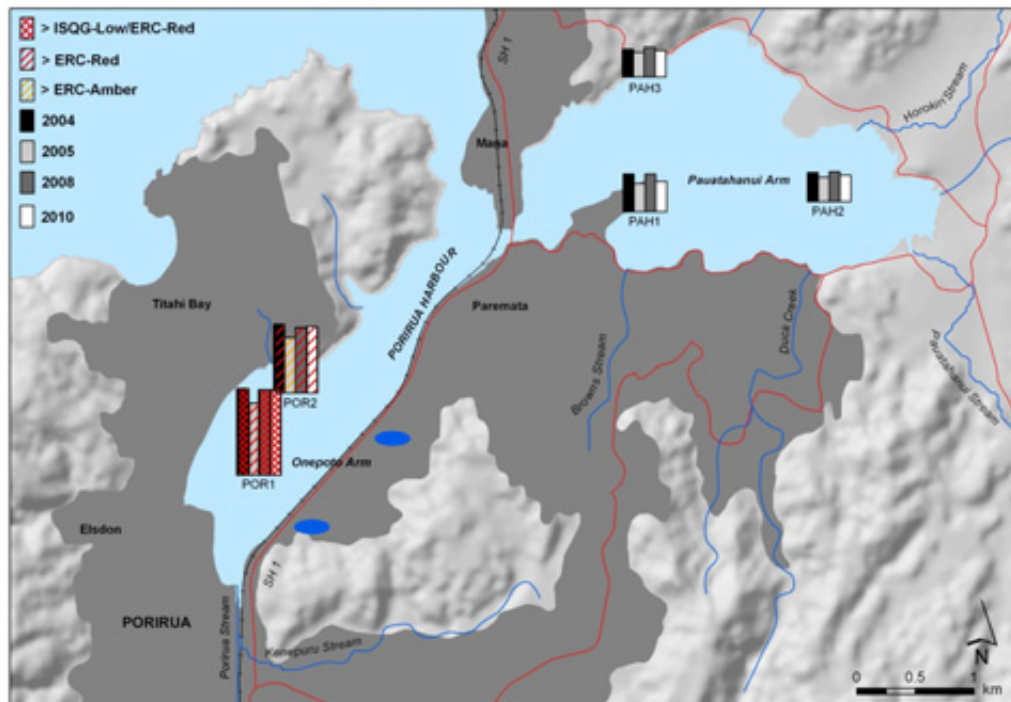 > ISQG-Low/ERC-Red
> ERC-Red
> ERC-Amber
2004
2005
2008
2010
SH 1
PAH3
Horokiri Stream
Mana
Pauatahanui Arm
PAH1
PAH2
PORIRUA HARBOUR
Titahi Bay
Paremata
Duck Creek
Browns Stream
Pauatahanui Stream
POR2
Onepoto Arm
POR1
Elsdon
SH 1
PORIRUA
Porirua Stream
Kenepuru Stream
N
0 0.5 1
km